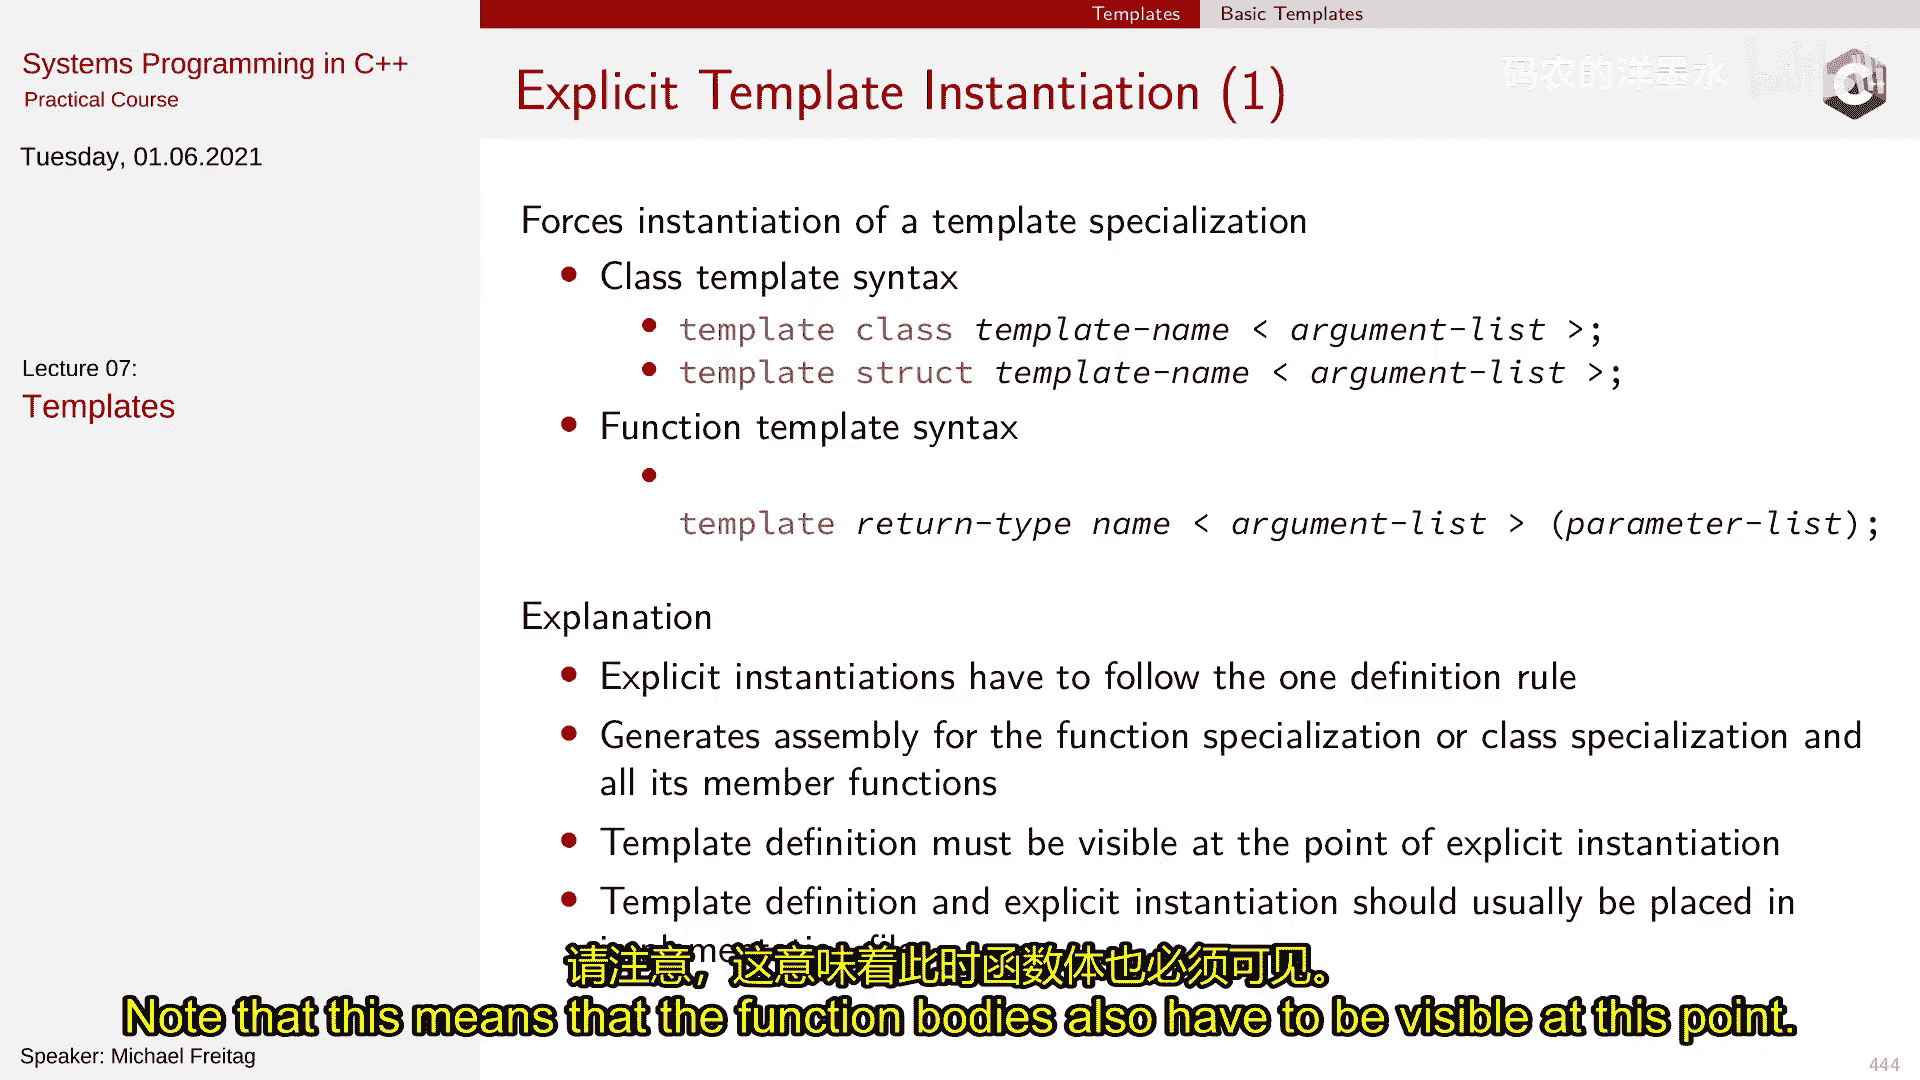 Templates Basic Templates
Systems Programming in C++
Practical Course
Tuesday, 01.06.2021
Lecture 07:
Templates
Explicit Template Instantiation (1)
码农的洋墨水
Forces instantiation of a template specialization
• Class template syntax
• template class template-name < argument-list >;
• template struct template-name < argument-list >;
• Function template syntax
•
template return-type name < argument-list > (parameter-list);
Explanation
• Explicit instantiations have to follow the one definition rule
• Generates assembly for the function specialization or class specialization and
all its member functions
• Template definition must be visible at the point of explicit instantiation
• Template definition and explicit instantiation should usually be placed in
请注意，这意味着此时函数体也必须可见。
Note that this means that the function bodies also have to be visible at this point.
Speaker: Michael Freitag
444